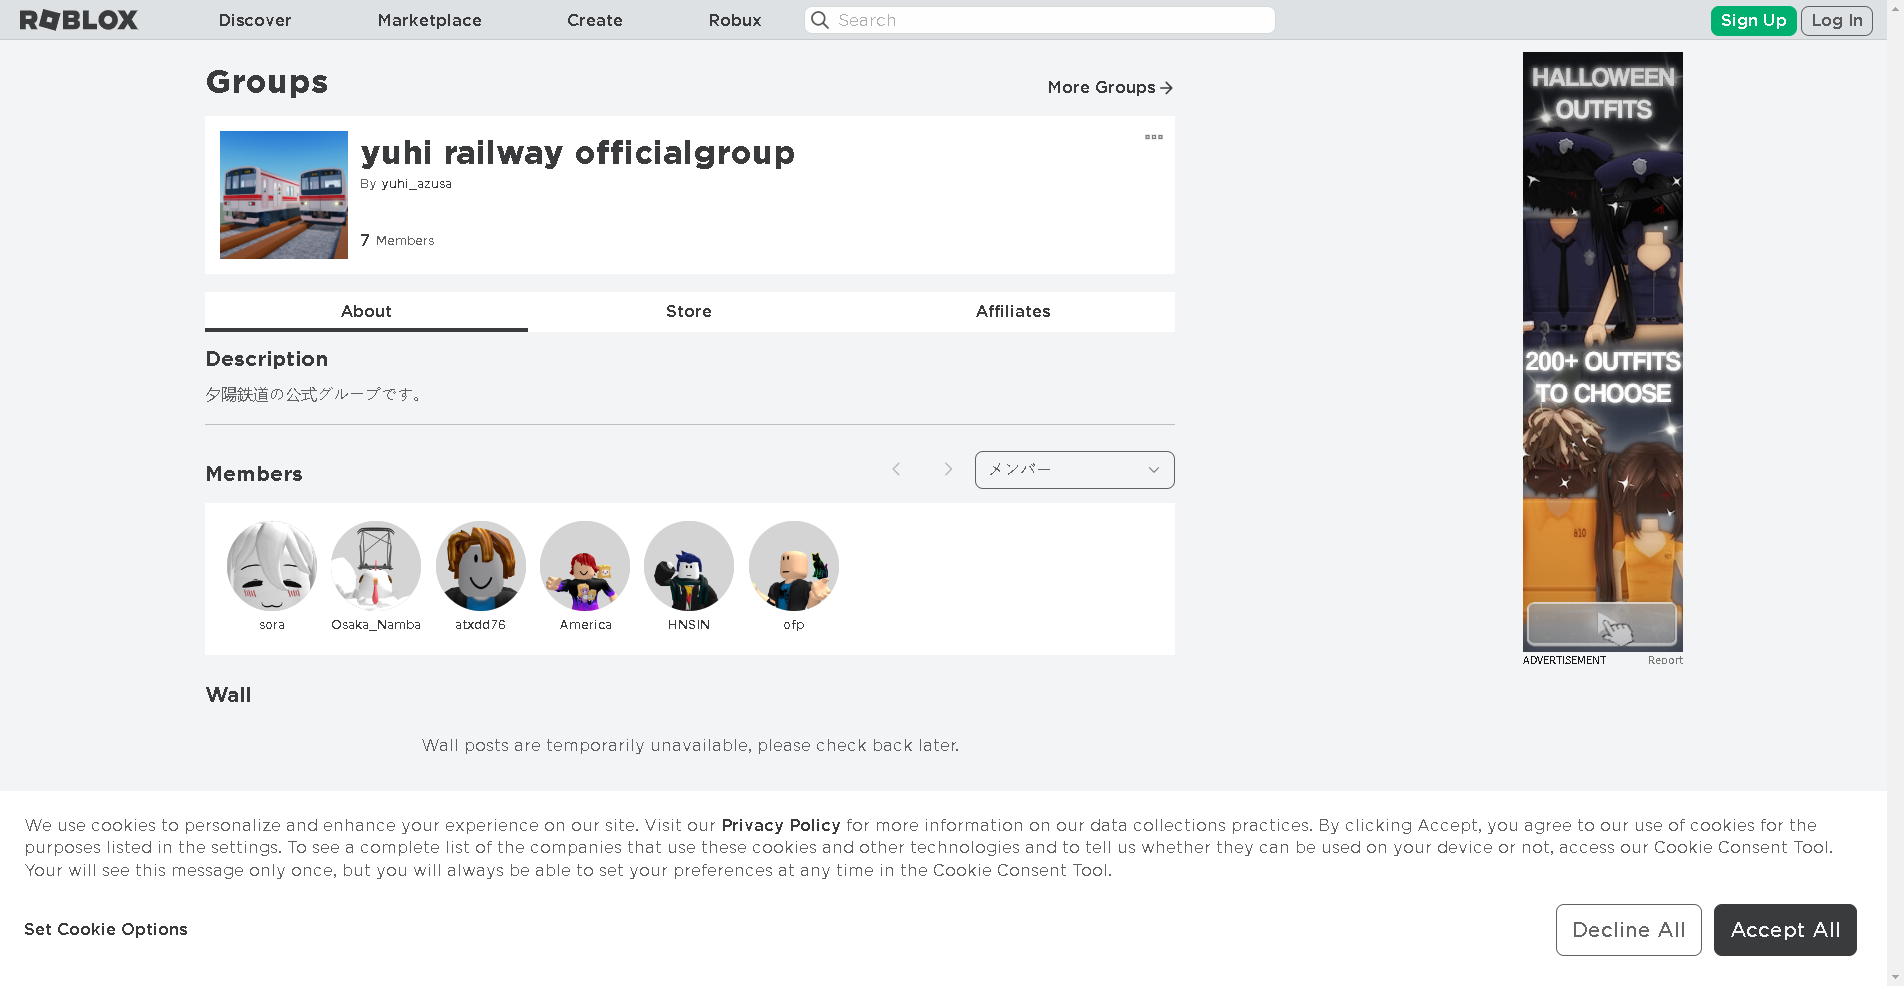 ROBLOX
Discover
Marketplace
Create
Robux
Search
Sign Up
Log In
Groups
More Groups
yuhi railway officialgroup
By yuhi_azusa
7 Members
About
Store
Affiliates
Description
夕陽鉄道の公式グループです。
Members
メンバー
sora
Osaka_Namba
atxdd76
America
HNSIN
ofp
Wall
Wall posts are temporarily unavailable, please check back later.
HALLOWEEN
OUTFITS
200+ OUTFITS
TO CHOOSE
ADVERTISEMENT
Report
We use cookies to personalize and enhance your experience on our site. Visit our Privacy Policy for more information on our data collections practices. By clicking Accept, you agree to our use of cookies for the
purposes listed in the settings. To see a complete list of the companies that use these cookies and other technologies and to tell us whether they can be used on your device or not, access our Cookie Consent Tool.
Your will see this message only once, but you will always be able to set your preferences at any time in the Cookie Consent Tool.
Set Cookie Options
Decline All
Accept All